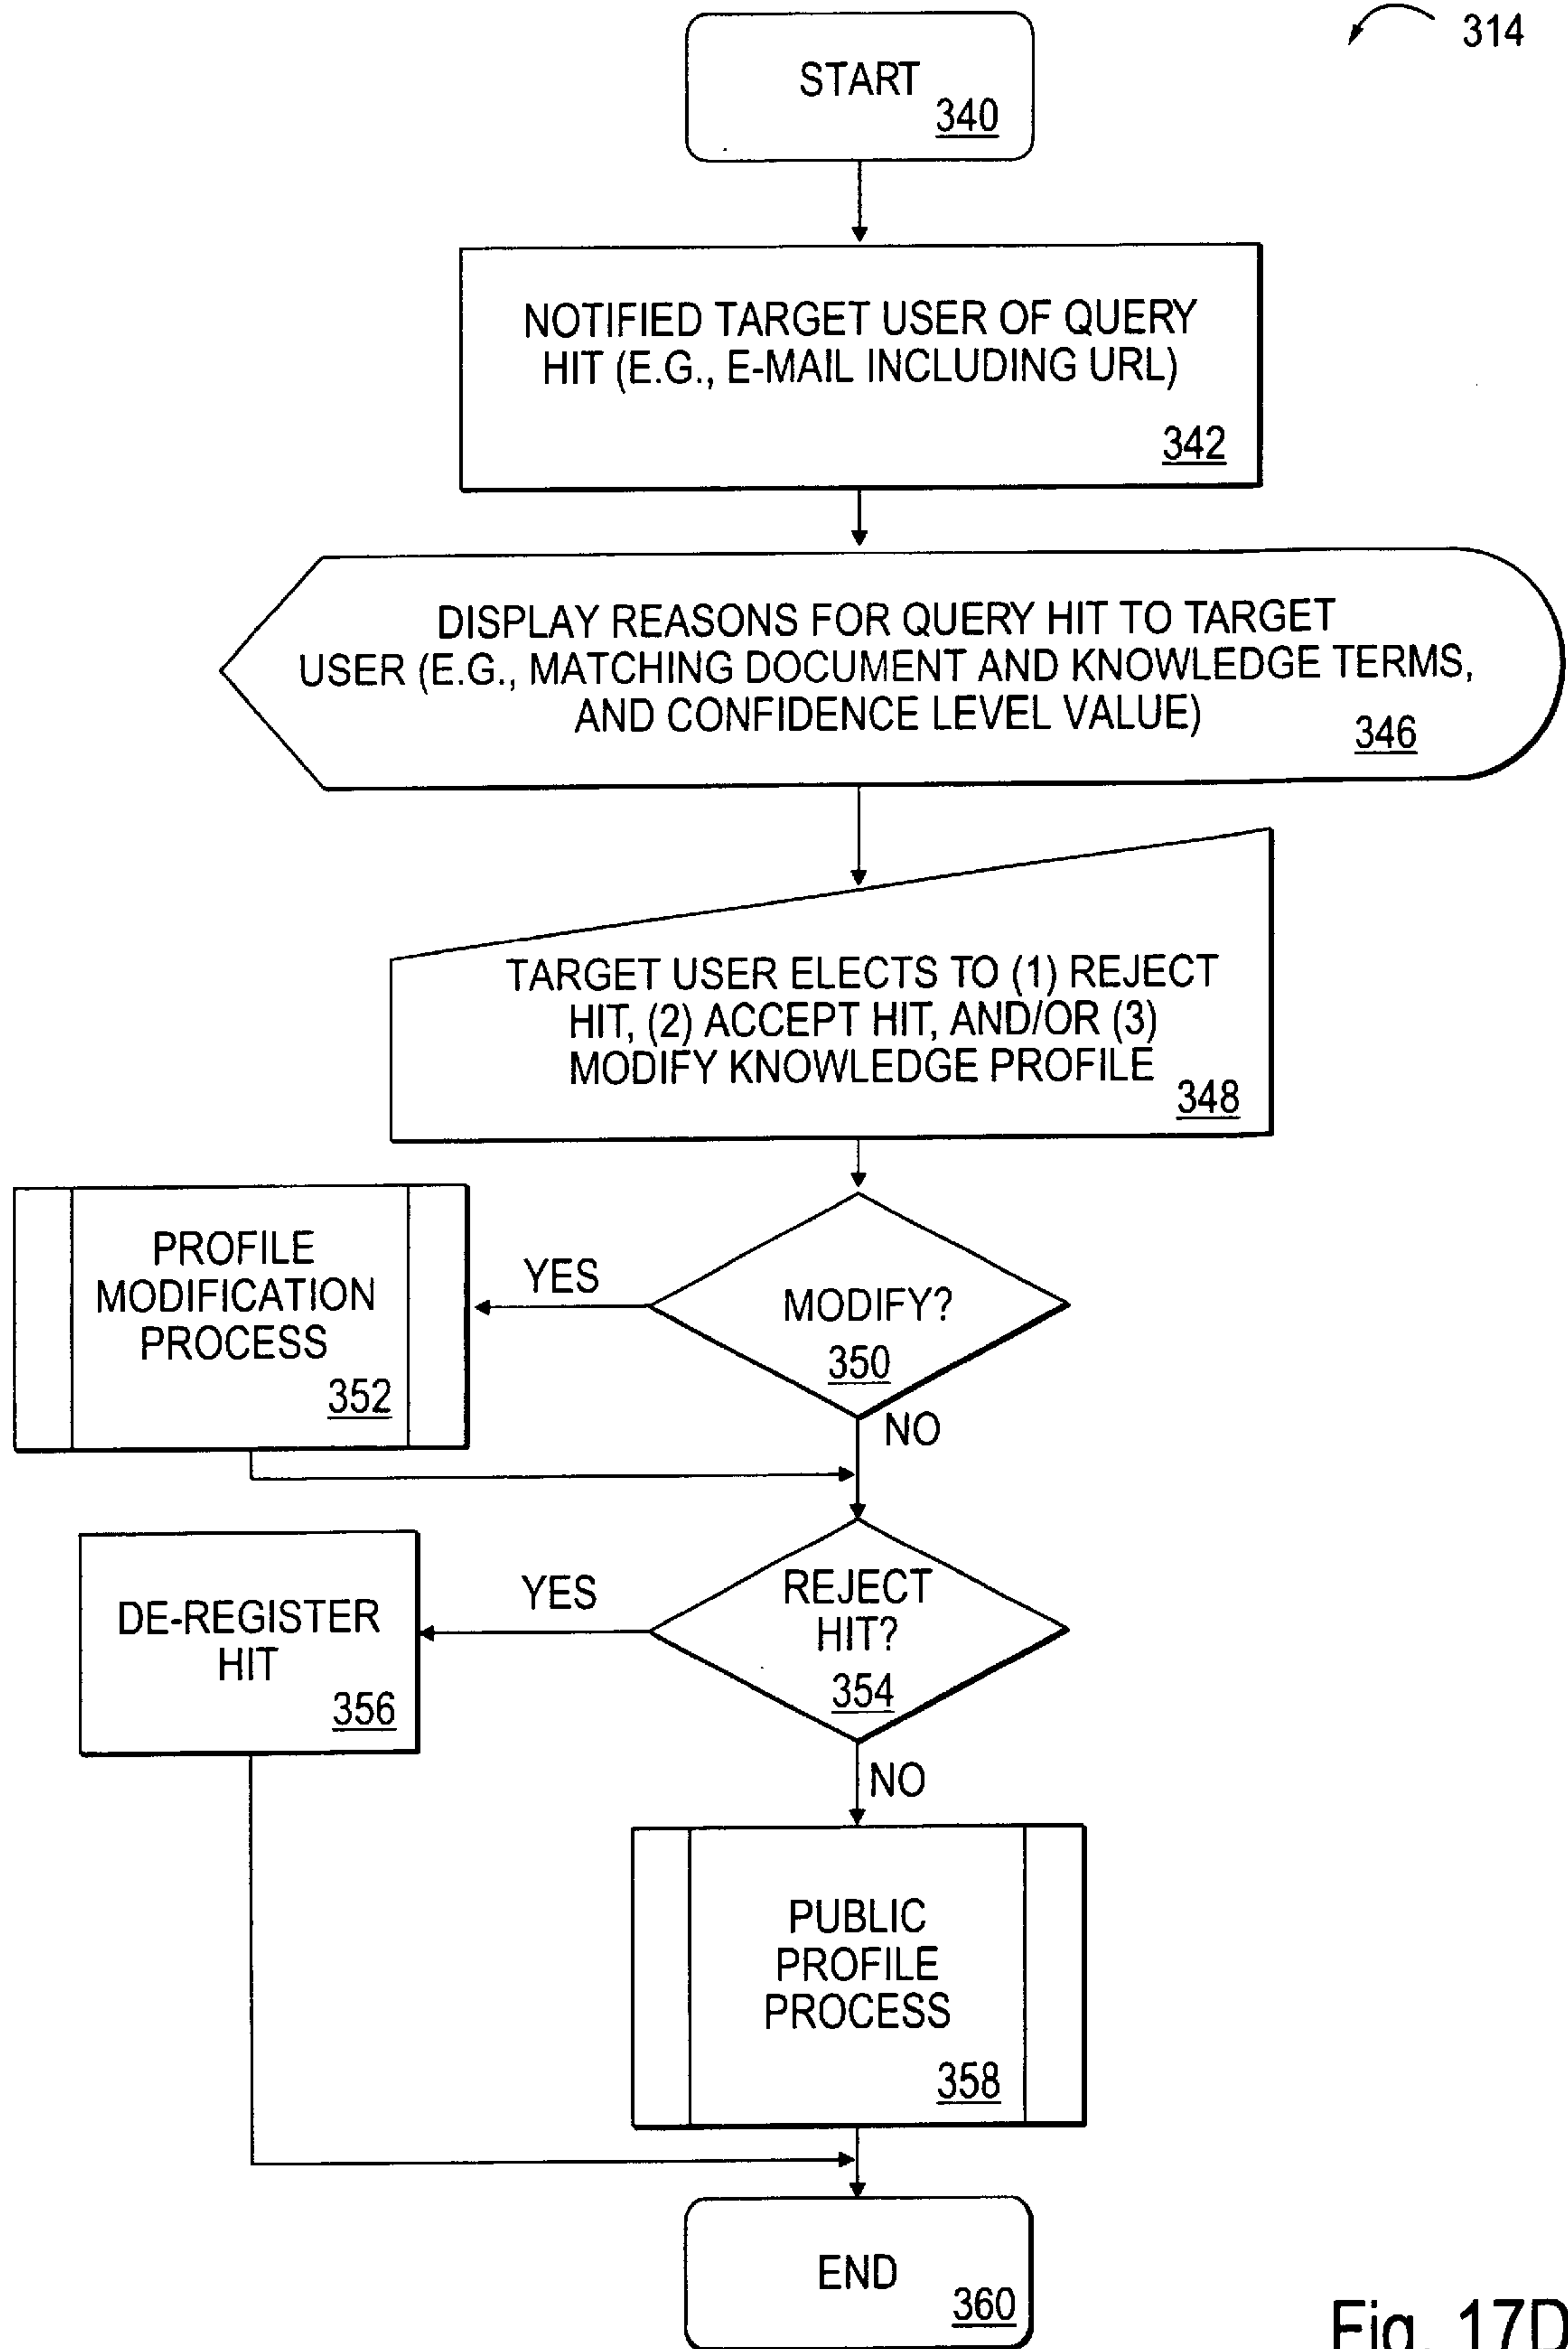 314
START
340
NOTIFIED TARGET USER OF QUERY
HIT (E.G., E-MAIL INCLUDING URL)
342
DISPLAY REASONS FOR QUERY HIT TO TARGET
USER (E.G., MATCHING DOCUMENT AND KNOWLEDGE TERMS,
AND CONFIDENCE LEVEL VALUE)
346
TARGET USER ELECTS TO (1) REJECT
HIT, (2) ACCEPT HIT, AND/OR (3)
MODIFY KNOWLEDGE PROFILE
348
PROFILE
MODIFICATION
PROCESS
352
YES
MODIFY?
350
NO
DE-REGISTER
HIT
356
YES
REJECT
HIT?
354
NO
PUBLIC
PROFILE
PROCESS
358
END
360
Fig. 17D